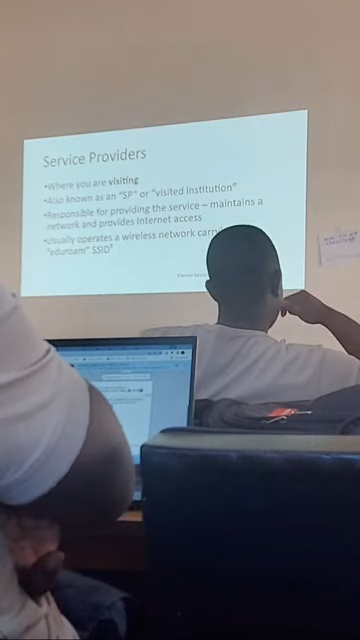 Service Providers
•Where you are visiting
•Also known as an "SP" or "visited institution"
•Responsible for providing the service – maintains a
network and provides Internet access
•Usually operates a wireless network
"eduroam" SSID*